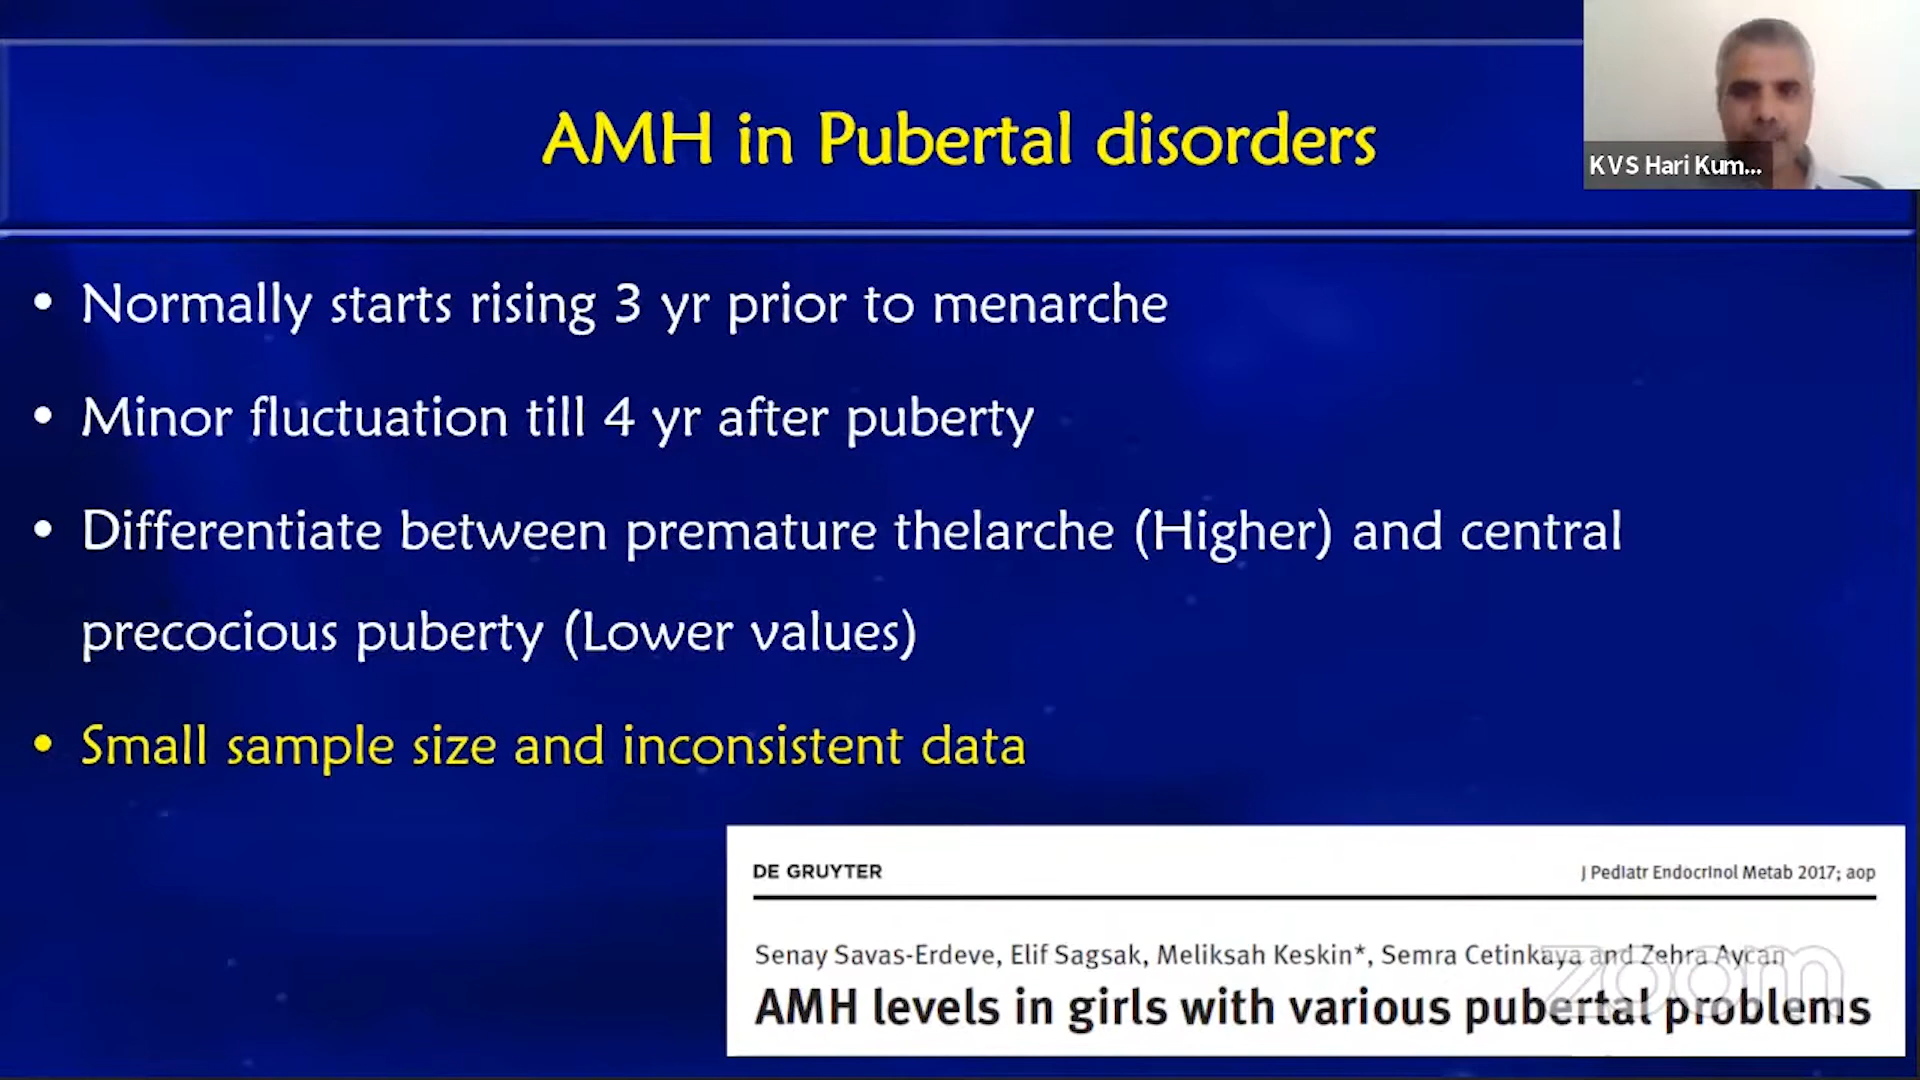 AMH in Pubertal disorders
KVS Hari Kum...
• Normally starts rising 3 yr prior to menarche
• Minor fluctuation till 4 yr after puberty
• Differentiate between premature thelarche (Higher) and central
precocious puberty (Lower values)
• Small sample size and inconsistent data
DE GRUYTER
J Pediatr Endocrinol Metab 2017; aop
Senay Savas-Erdeve, Elif Sagsak, Meliksah Keskin*, Semra Cetinkaya and Zehra Aycan
AMH levels in girls with various pubertal problems
zoom